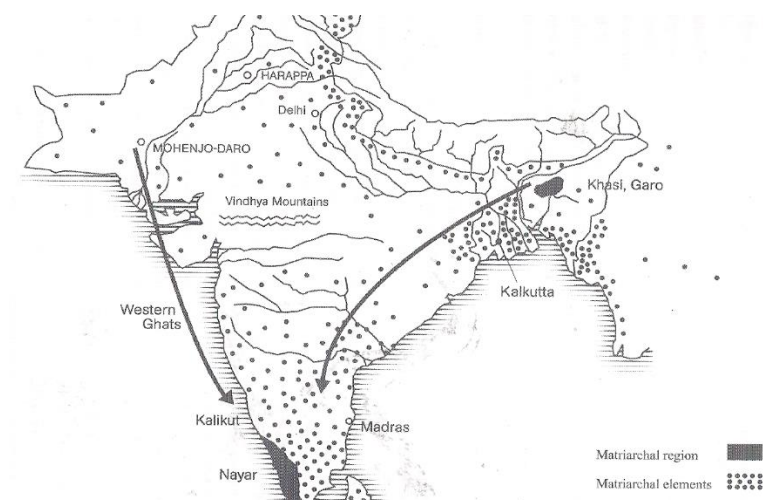 HARAPPA
Delhi
MOHENJO-DARO
Vindhya Mountains
Khasi, Garo
Kalkutta
Western
Ghats
Kalikut
Madras
Nayar
Matriarchal region
Matriarchal elements